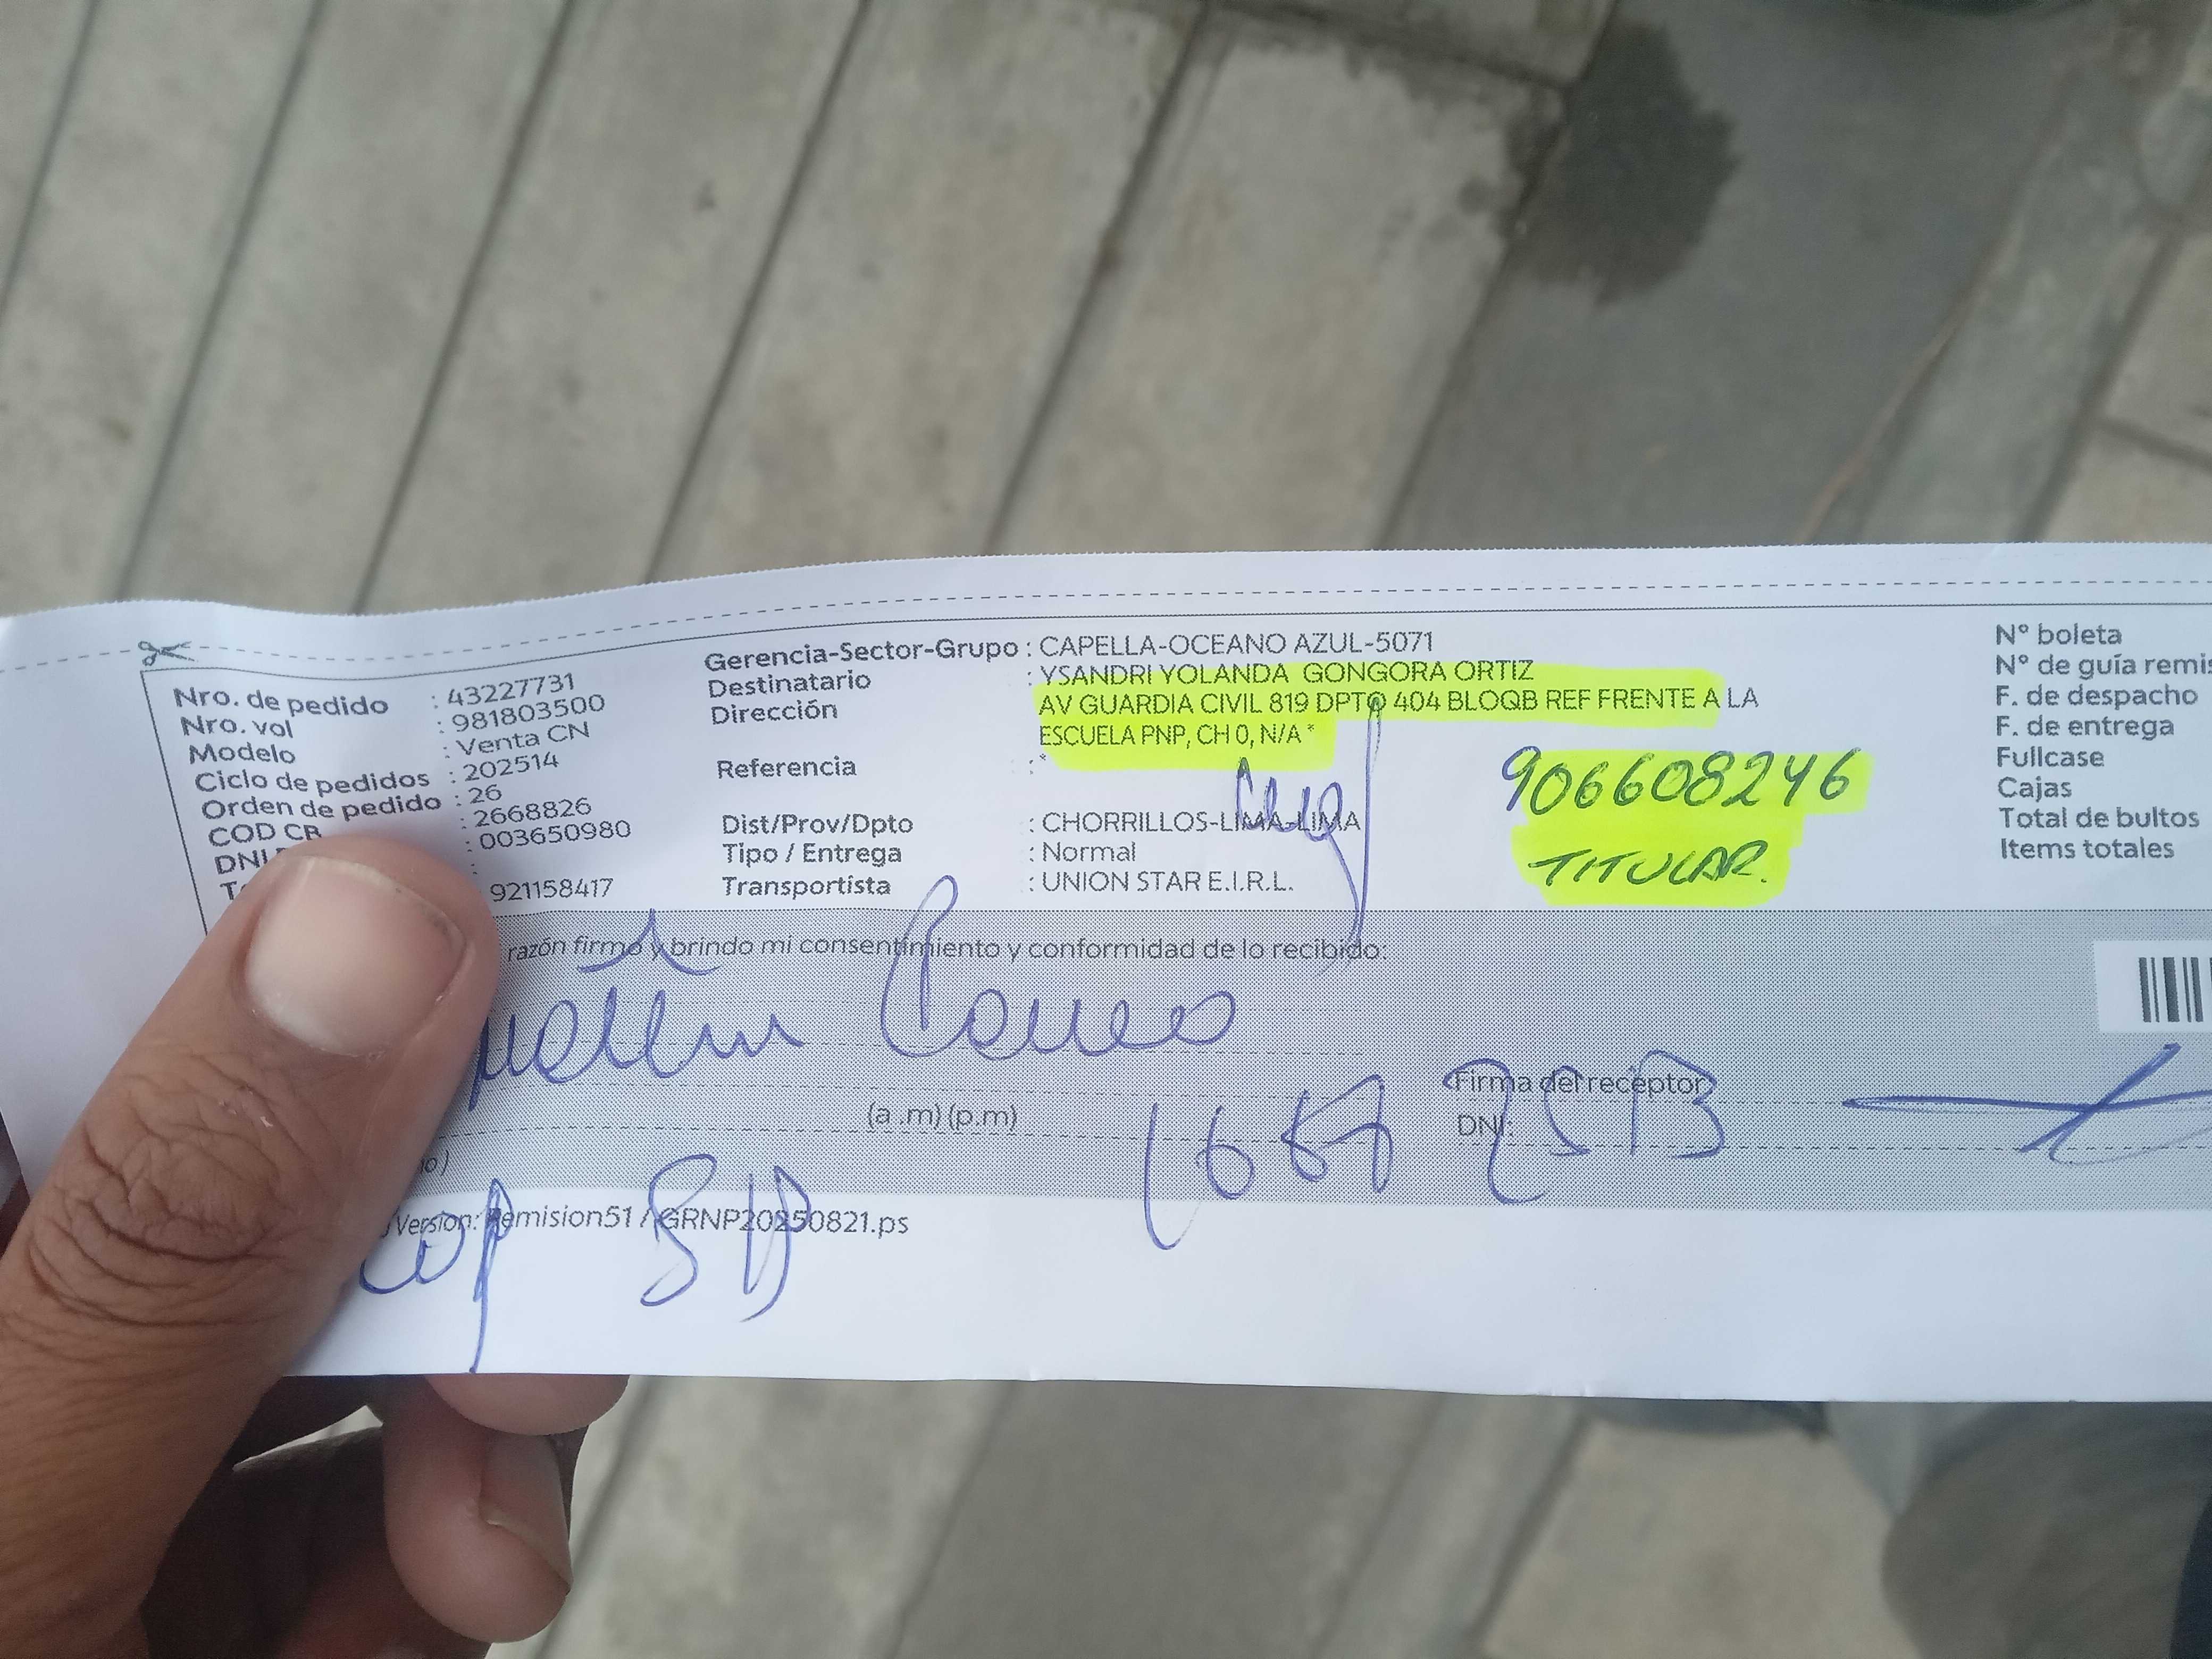 Nro. de pedido : 43227731
Nro. vol : 981803500
Modelo : Venta CN
Ciclo de pedidos : 202514
Orden de pedido : 26
COD CB : 2668826
DNI : 003650980
:
921158417
Gerencia-Sector-Grupo : CAPELLA-OCEANO AZUL-5071
Destinatario : YSANDRI YOLANDA GONGORA ORTIZ
Dirección AV GUARDIA CIVIL 819 DPTO 404 BLOQB REF FRENTE A LA
ESCUELA PNP, CH 0, N/A *
Referencia : *
Dist/Prov/Dpto : CHORRILLOS-LIMA-LIMA
Tipo / Entrega : Normal
Transportista : UNION STAR E.I.R.L.
906608246
TITULAR.
N° boleta
N° de guía remis
F. de despacho
F. de entrega
Fullcase
Cajas
Total de bultos
Items totales
razón firmo y brindo mi consentimiento y conformidad de lo recibido:
(a .m) (p.m)
Firma del receptor
DNI:
Version: Remision51 / GRNP20250821.ps